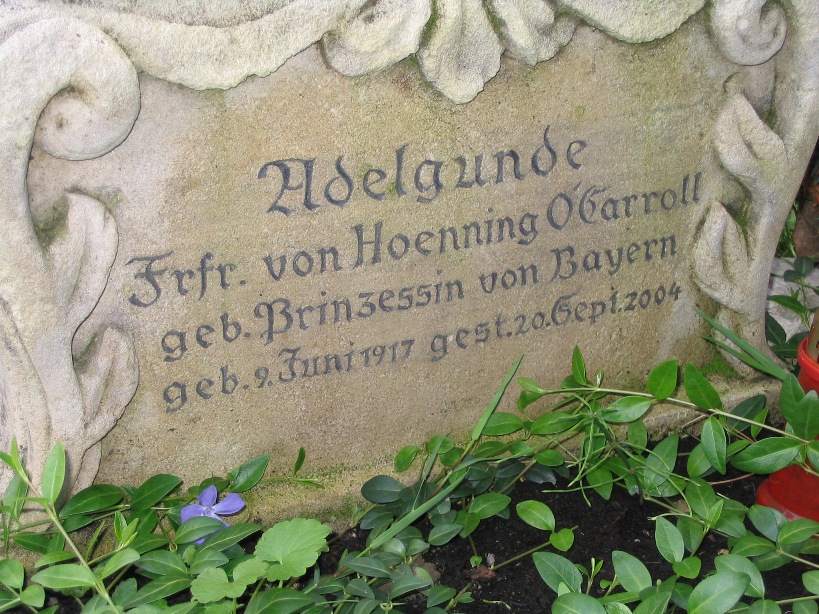 Adelgunde
Frfr. von Hoenning O'Carroll
geb. Prinzessin von Bayern
geb. 9. Juni 1917 gest. 20. Sept. 2004